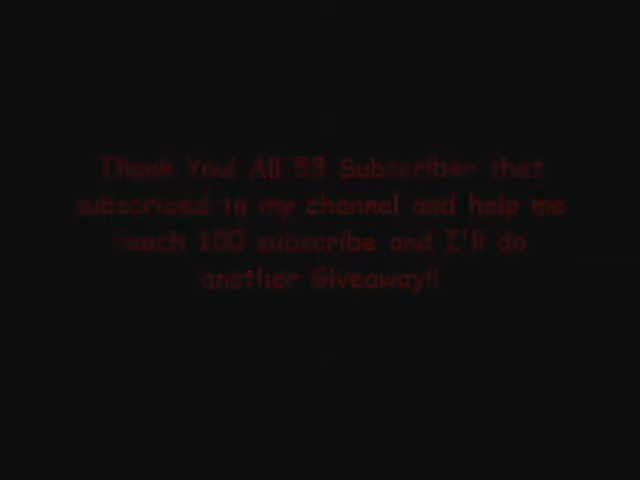 Thank You! All 53 Subscriber that
subscribed to my channel and help me
reach 100 subscribe and I'll do
another Giveaway!!